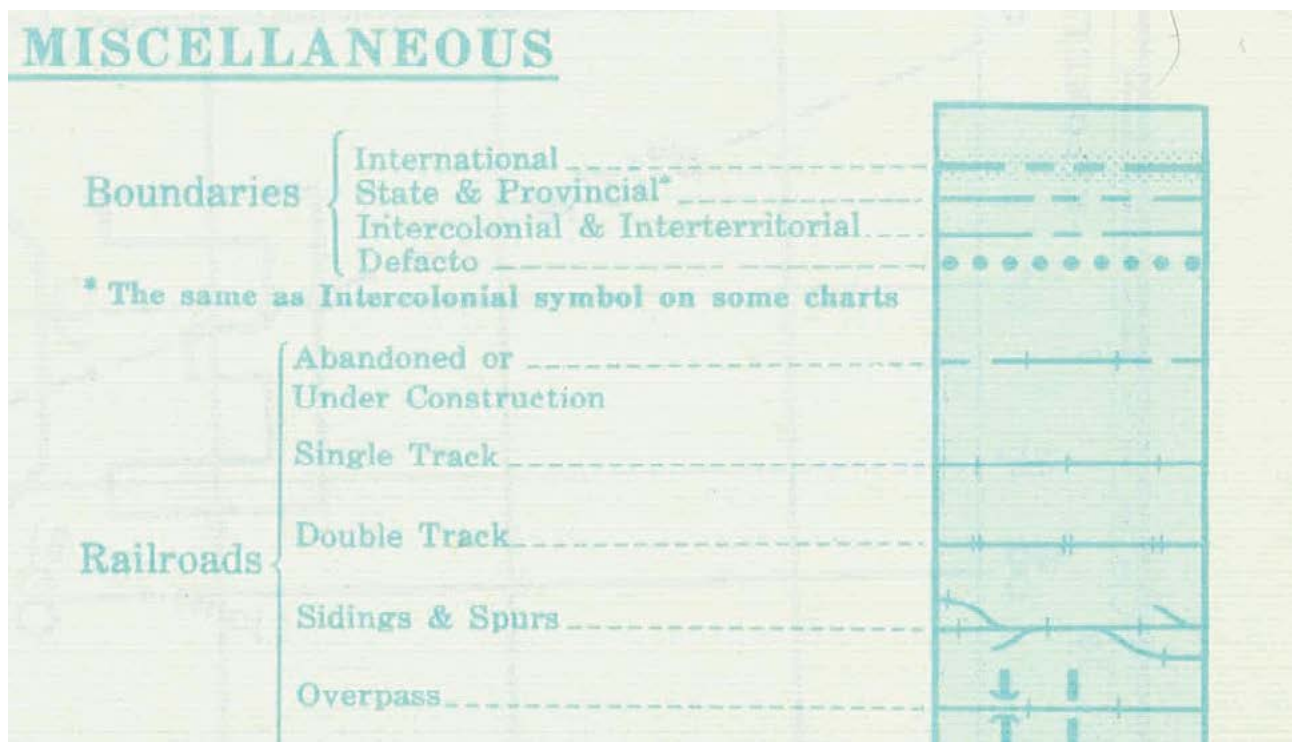 MISCELLANEOUS
Boundaries
International
State & Provincial*
Intercolonial & Interterritorial
Defacto
* The same as Intercolonial symbol on some charts
Railroads
Abandoned or
Under Construction
Single Track
Double Track
Sidings & Spurs
Overpass